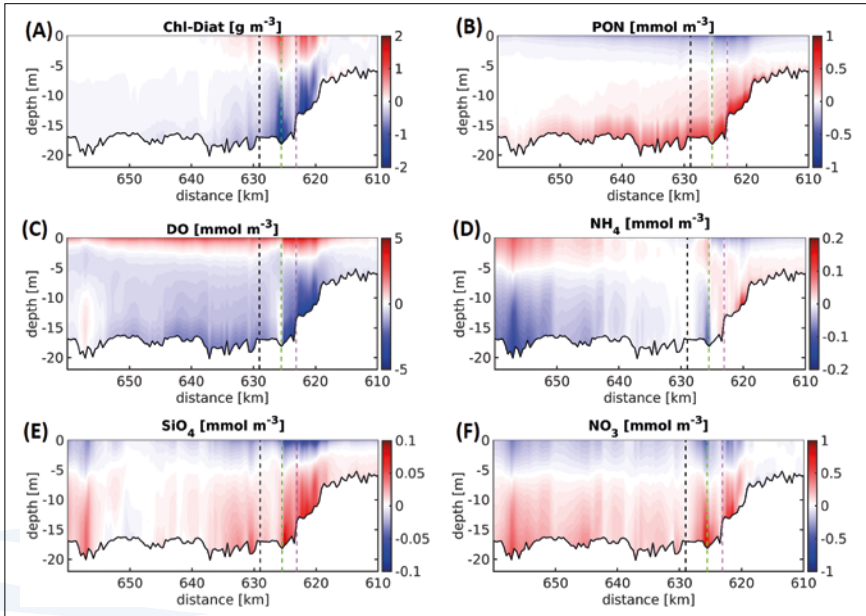 (A) Chl-Diat [g m⁻³]
0
-5
-10
-15
-20
depth [m]
650 640 630 620 610
distance [km]
2
1
0
-1
-2
(B) PON [mmol m⁻³]
0
-5
-10
-15
-20
depth [m]
650 640 630 620 610
distance [km]
1
0.5
0
-0.5
-1
(C) DO [mmol m⁻³]
0
-5
-10
-15
-20
depth [m]
650 640 630 620 610
distance [km]
5
0
-5
(D) NH₄ [mmol m⁻³]
0
-5
-10
-15
-20
depth [m]
650 640 630 620 610
distance [km]
0.2
0.1
0
-0.1
-0.2
(E) SiO₄ [mmol m⁻³]
0
-5
-10
-15
-20
depth [m]
650 640 630 620 610
distance [km]
0.1
0.05
0
-0.05
-0.1
(F) NO₃ [mmol m⁻³]
0
-5
-10
-15
-20
depth [m]
650 640 630 620 610
distance [km]
1
0.5
0
-0.5
-1